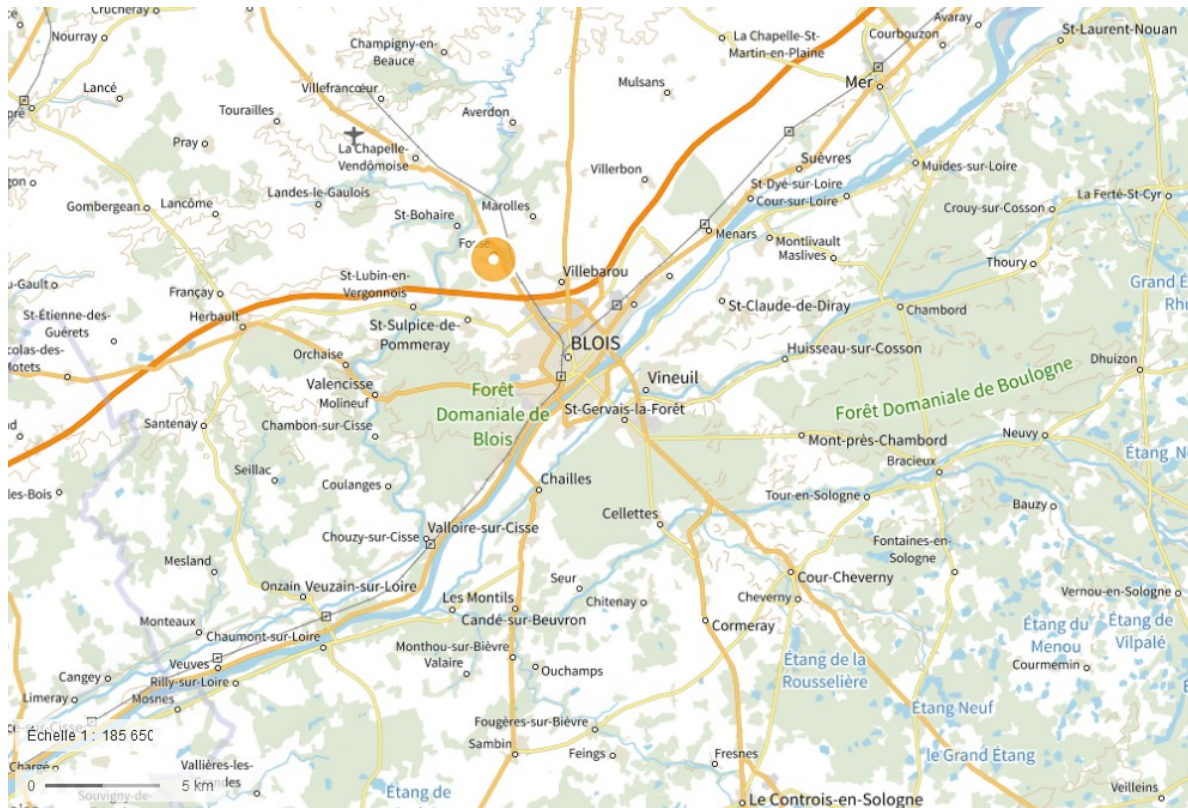 Crucheray
Nourray
Avaray
Courbouzon
St-Laurent-Nouan
La Chapelle-St-
Martin-en-Plaine
Champigny-en-
Beauce
Mulsans
Mer
Lancé
Villefrancœur
Tourailles
Averdon
Pray
La Chapelle-
Vendômoise
Villerbon
Suèvres
Muides-sur-Loire
St-Dyé-sur-Loire
Cour-sur-Loire
La Ferté-St-Cyr
Landes-le-Gaulois
Gombergean
Lancôme
St-Bohaire
Marolles
Crouy-sur-Cosson
Menars
Montlivault
Maslives
Thoury
St-Lubin-en-
Vergonnois
Villebarou
Françay
St-Étienne-des-
Guérets
Herbault
St-Claude-de-Diray
Chambord
St-Sulpice-de-
Pommeray
BLOIS
Orchaise
Huisseau-sur-Cosson
Dhuizon
Valencisse
Molineuf
Forêt
Domaniale de
Blois
Vineuil
Forêt Domaniale de Boulogne
St-Gervais-la-Forêt
Santenay
Chambon-sur-Cisse
Mont-près-Chambord
Neuvy
Bracieux
Seillac
Coulanges
Chailles
Tour-en-Sologne
Bauzy
Cellettes
Valloire-sur-Cisse
Chouzy-sur-Cisse
Fontaines-en-
Sologne
Mesland
Onzain
Veuzain-sur-Loire
Seur
Cour-Cheverny
Les Montils
Chitenay
Cheverny
Vernou-en-Sologne
Candé-sur-Beuvron
Monteaux
Chaumont-sur-Loire
Cormeray
Étang du
Menou
Étang de
Vilpalé
Monthou-sur-Bièvre
Valaire
Ouchamps
Étang de la
Rousselière
Courmemin
Veuves
Cangey
Rilly-sur-Loire
Limeray
Mosnes
Étang Neuf
Fougères-sur-Bièvre
Échelle 1 : 185 650
Sambin
Feings
Fresnes
le Grand Étang
Chargé
Vallières-les-
0 5 km
Souvigny-de-
Étang de
Le Controis-en-Sologne
Veilleins